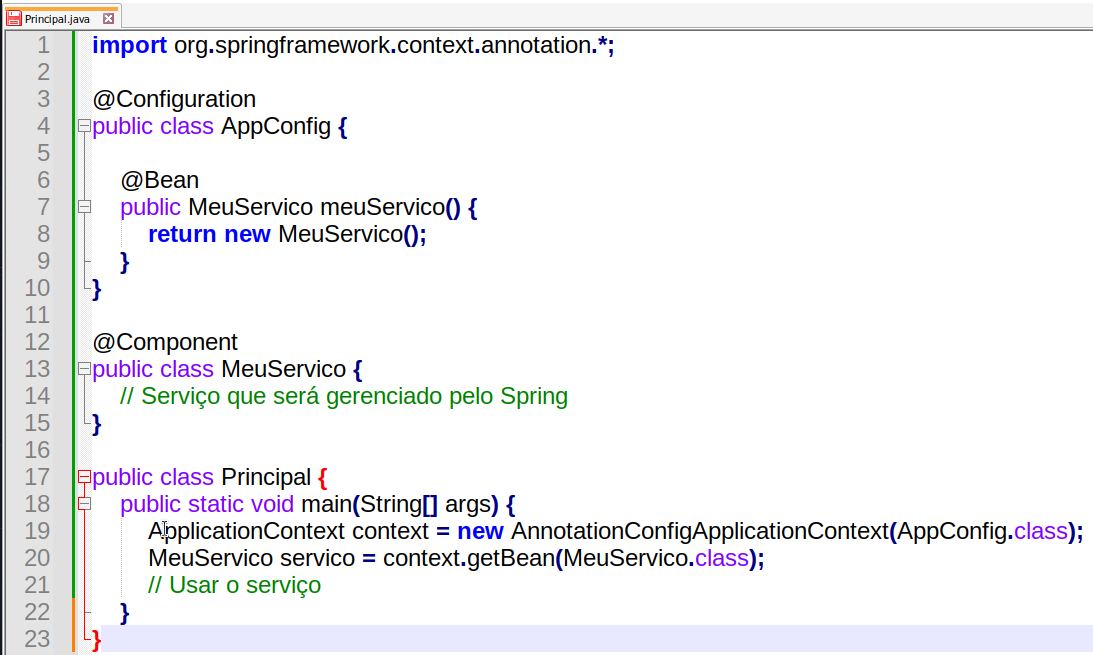 Principal.java
1 import org.springframework.context.annotation.*;
2
3 @Configuration
4 public class AppConfig {
5
6 @Bean
7 public MeuServico meuServico() {
8 return new MeuServico();
9 }
10 }
11
12 @Component
13 public class MeuServico {
14 // Serviço que será gerenciado pelo Spring
15 }
16
17 public class Principal {
18 public static void main(String[] args) {
19 ApplicationContext context = new AnnotationConfigApplicationContext(AppConfig.class);
20 MeuServico servico = context.getBean(MeuServico.class);
21 // Usar o serviço
22 }
23 }